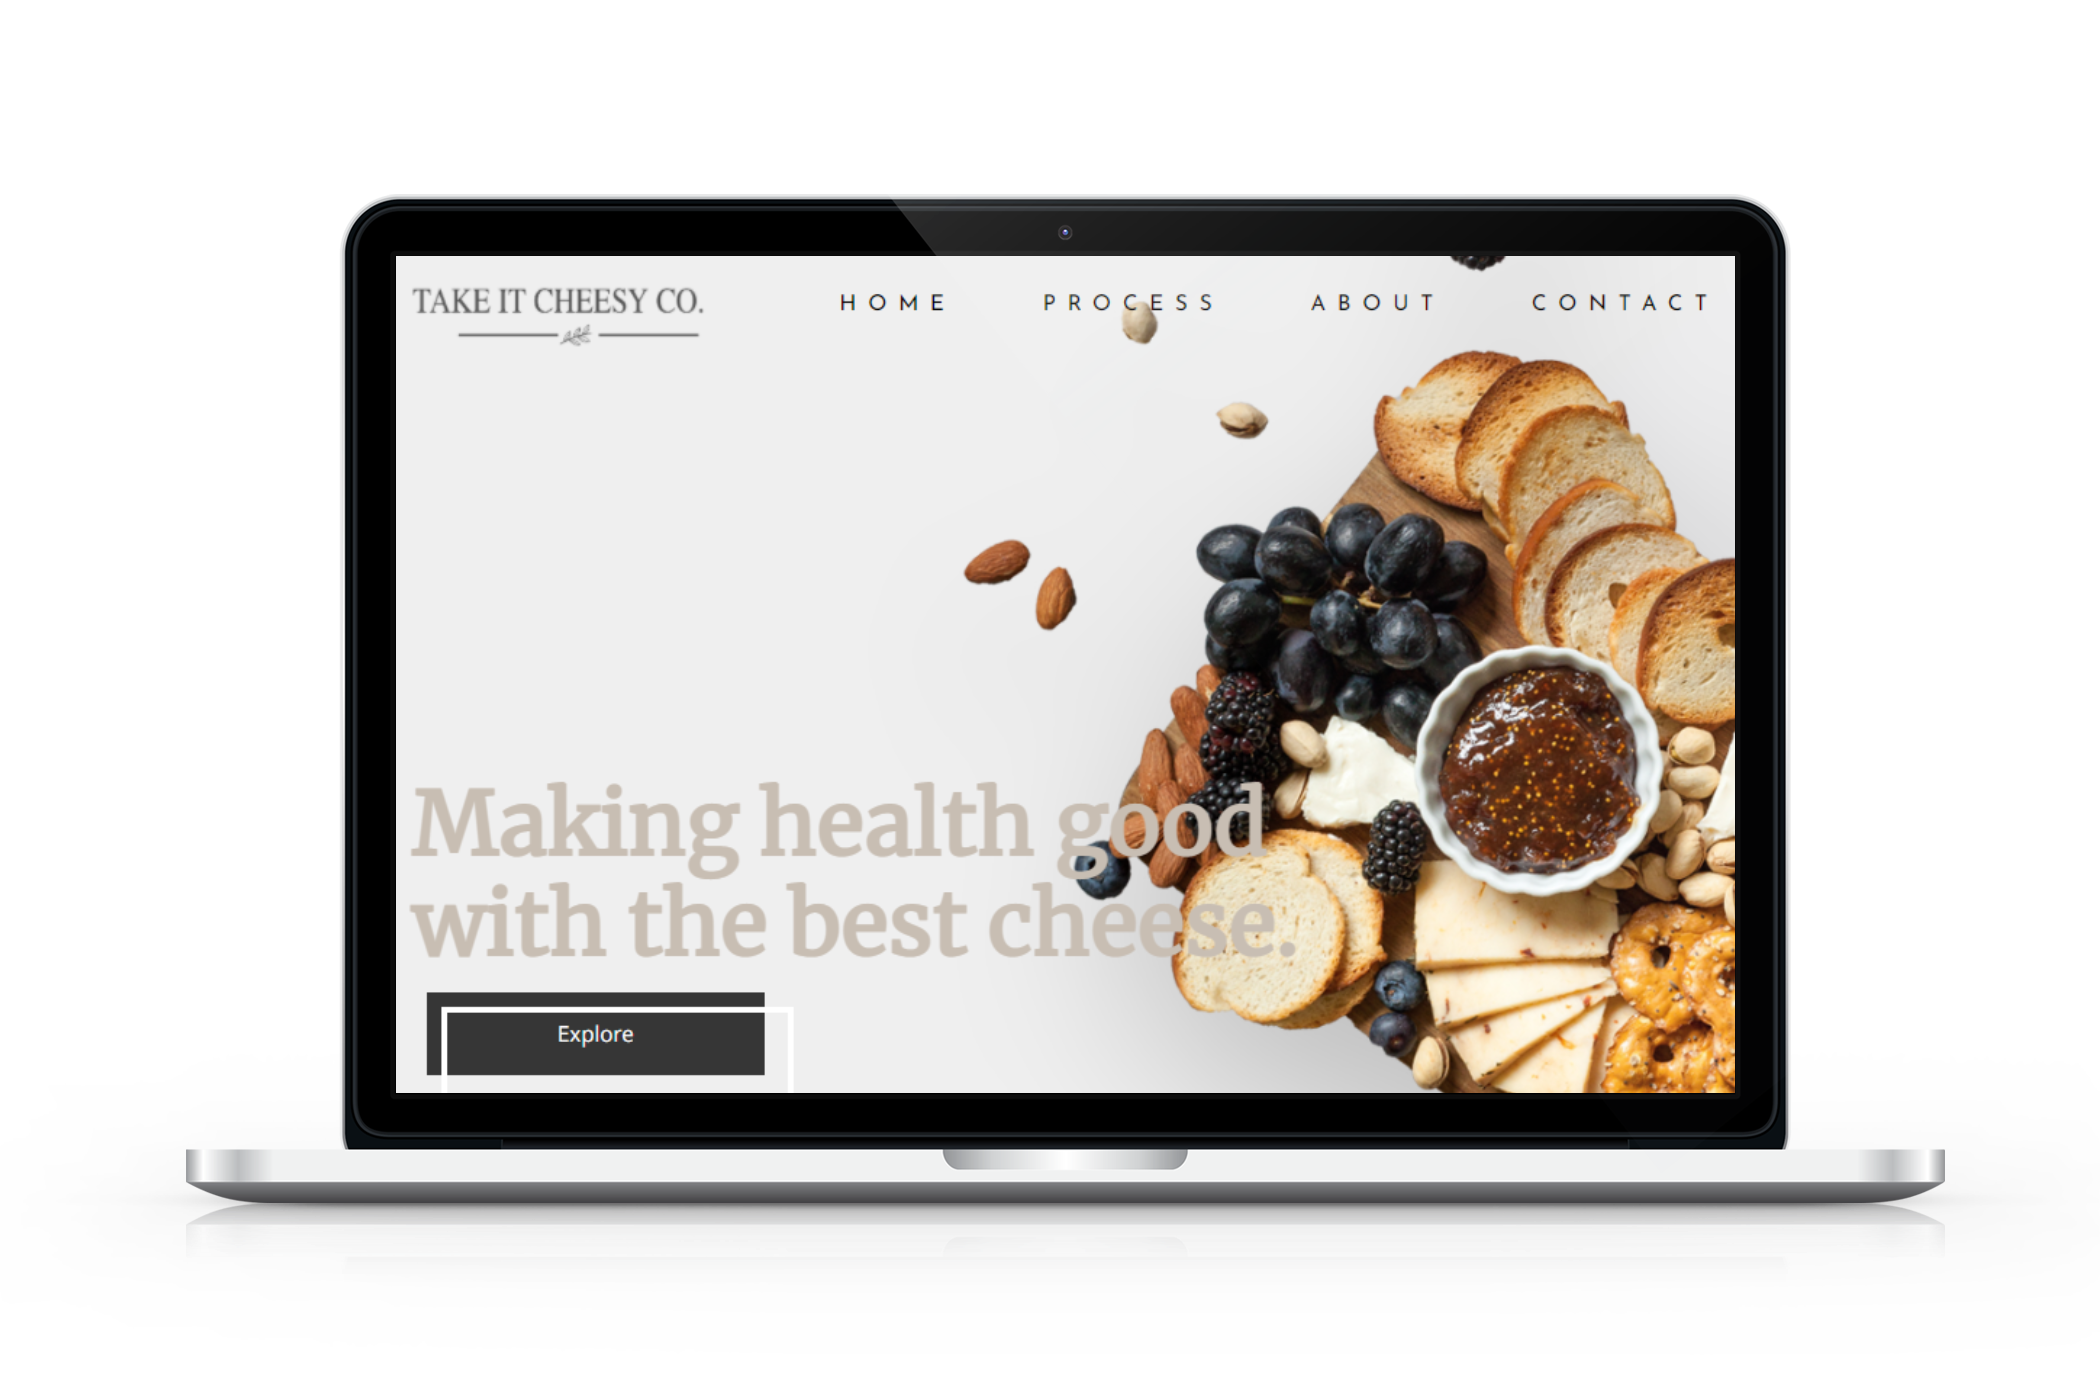 TAKE IT CHEESY CO.
HOME PROCESS ABOUT CONTACT
Making health good
with the best cheese.
Explore